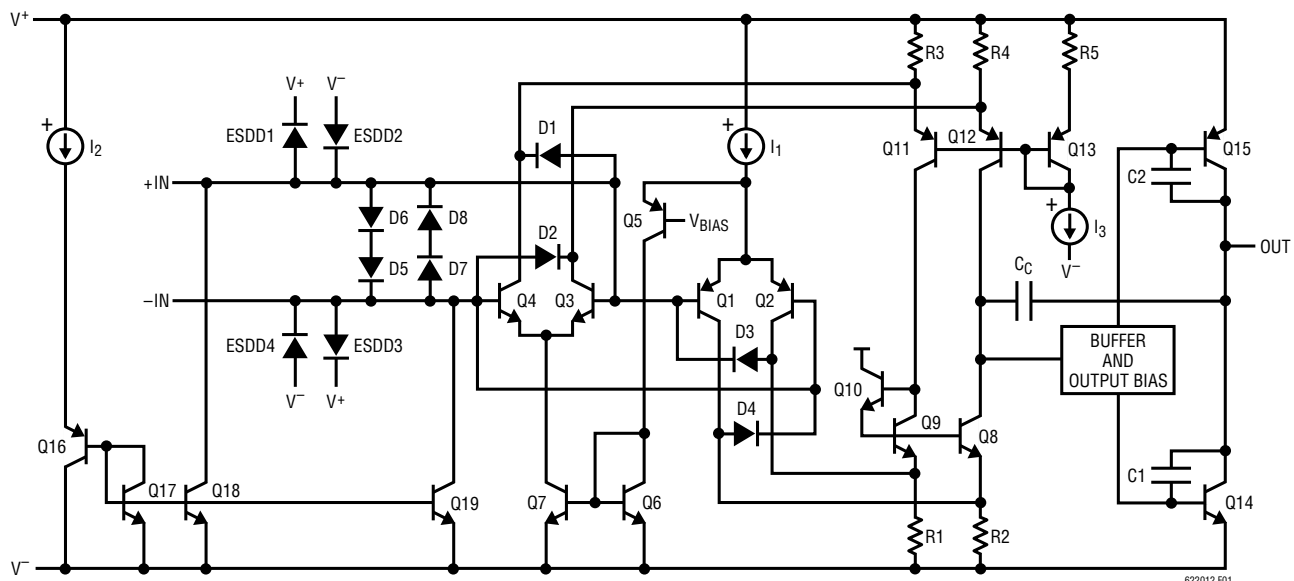 V+
R3
R4
R5
V+
V−
ESDD1
ESDD2
+
I2
D1
+
I1
Q11
Q12
Q13
Q15
C2
+IN
D6
D8
Q5
VBIAS
+
I3
V−
OUT
D2
D5
D7
CC
−IN
Q4
Q3
Q1
Q2
ESDD4
ESDD3
D3
BUFFER
AND
OUTPUT BIAS
V−
V+
Q10
D4
Q9
Q8
Q16
Q17
Q18
Q19
Q7
Q6
C1
Q14
R1
R2
V−
622012 F01